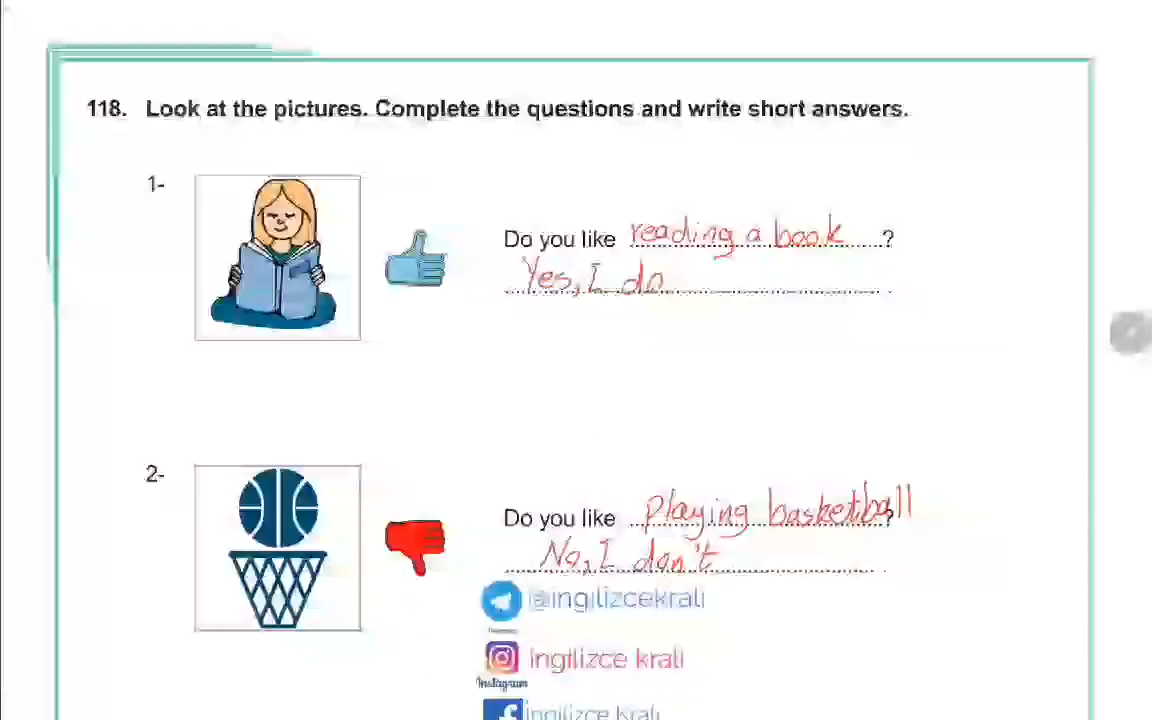 118. Look at the pictures. Complete the questions and write short answers.
1-
Do you like reading a book ?
Yes, I do
2-
Do you like playing basketball ?
No, I don't
@ingilizcekrali
ingilizce krali
Instagram
ingilizce krali